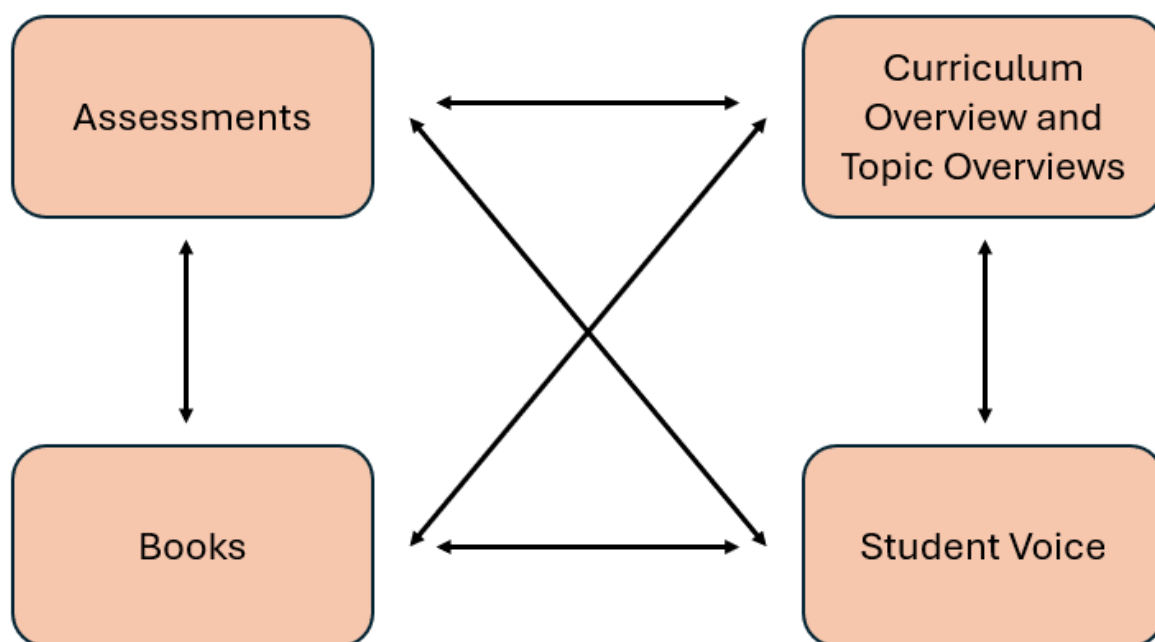 Assessments
Curriculum
Overview and
Topic Overviews
Books
Student Voice